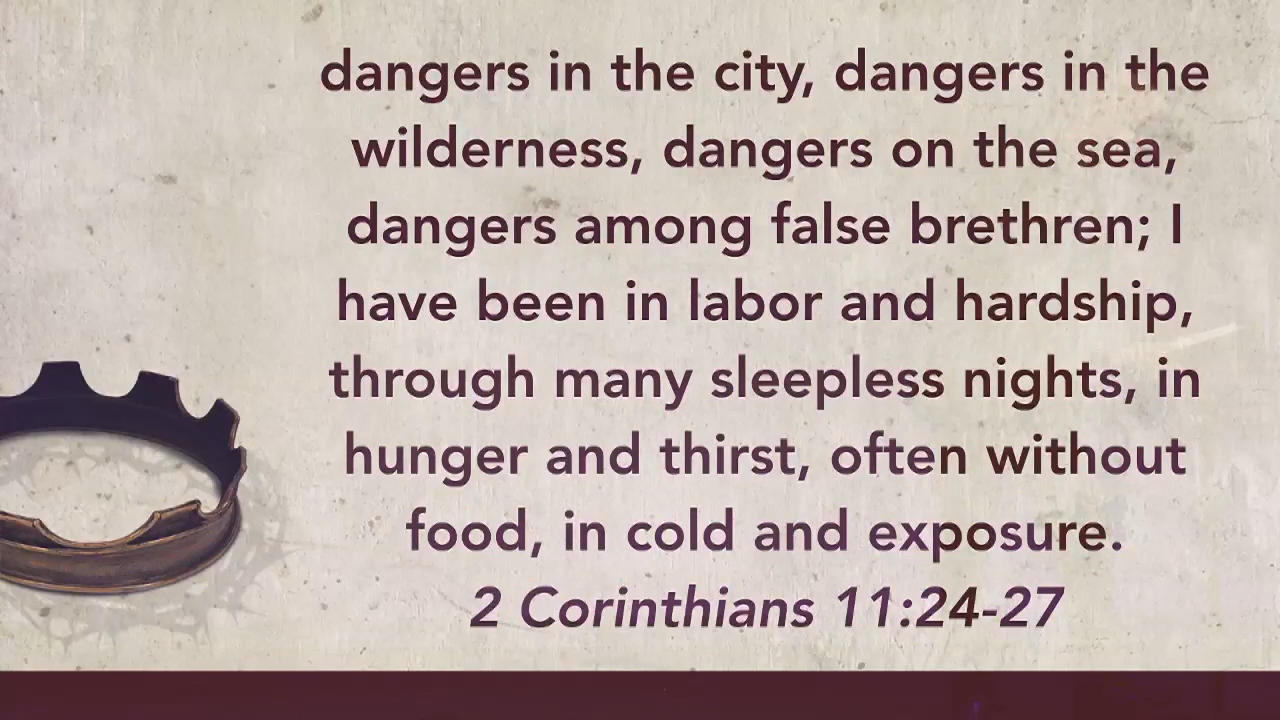 dangers in the city, dangers in the
wilderness, dangers on the sea,
dangers among false brethren; I
have been in labor and hardship,
through many sleepless nights, in
hunger and thirst, often without
food, in cold and exposure.
2 Corinthians 11:24-27